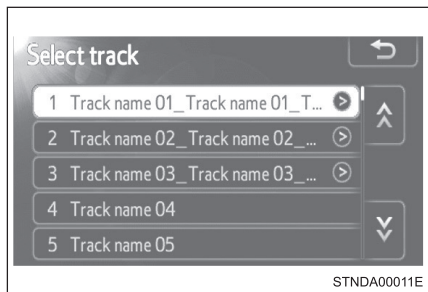 Select track
1 Track name 01_Track name 01_T...
2 Track name 02_Track name 02_...
3 Track name 03_Track name 03_...
4 Track name 04
5 Track name 05
STNDA00011E